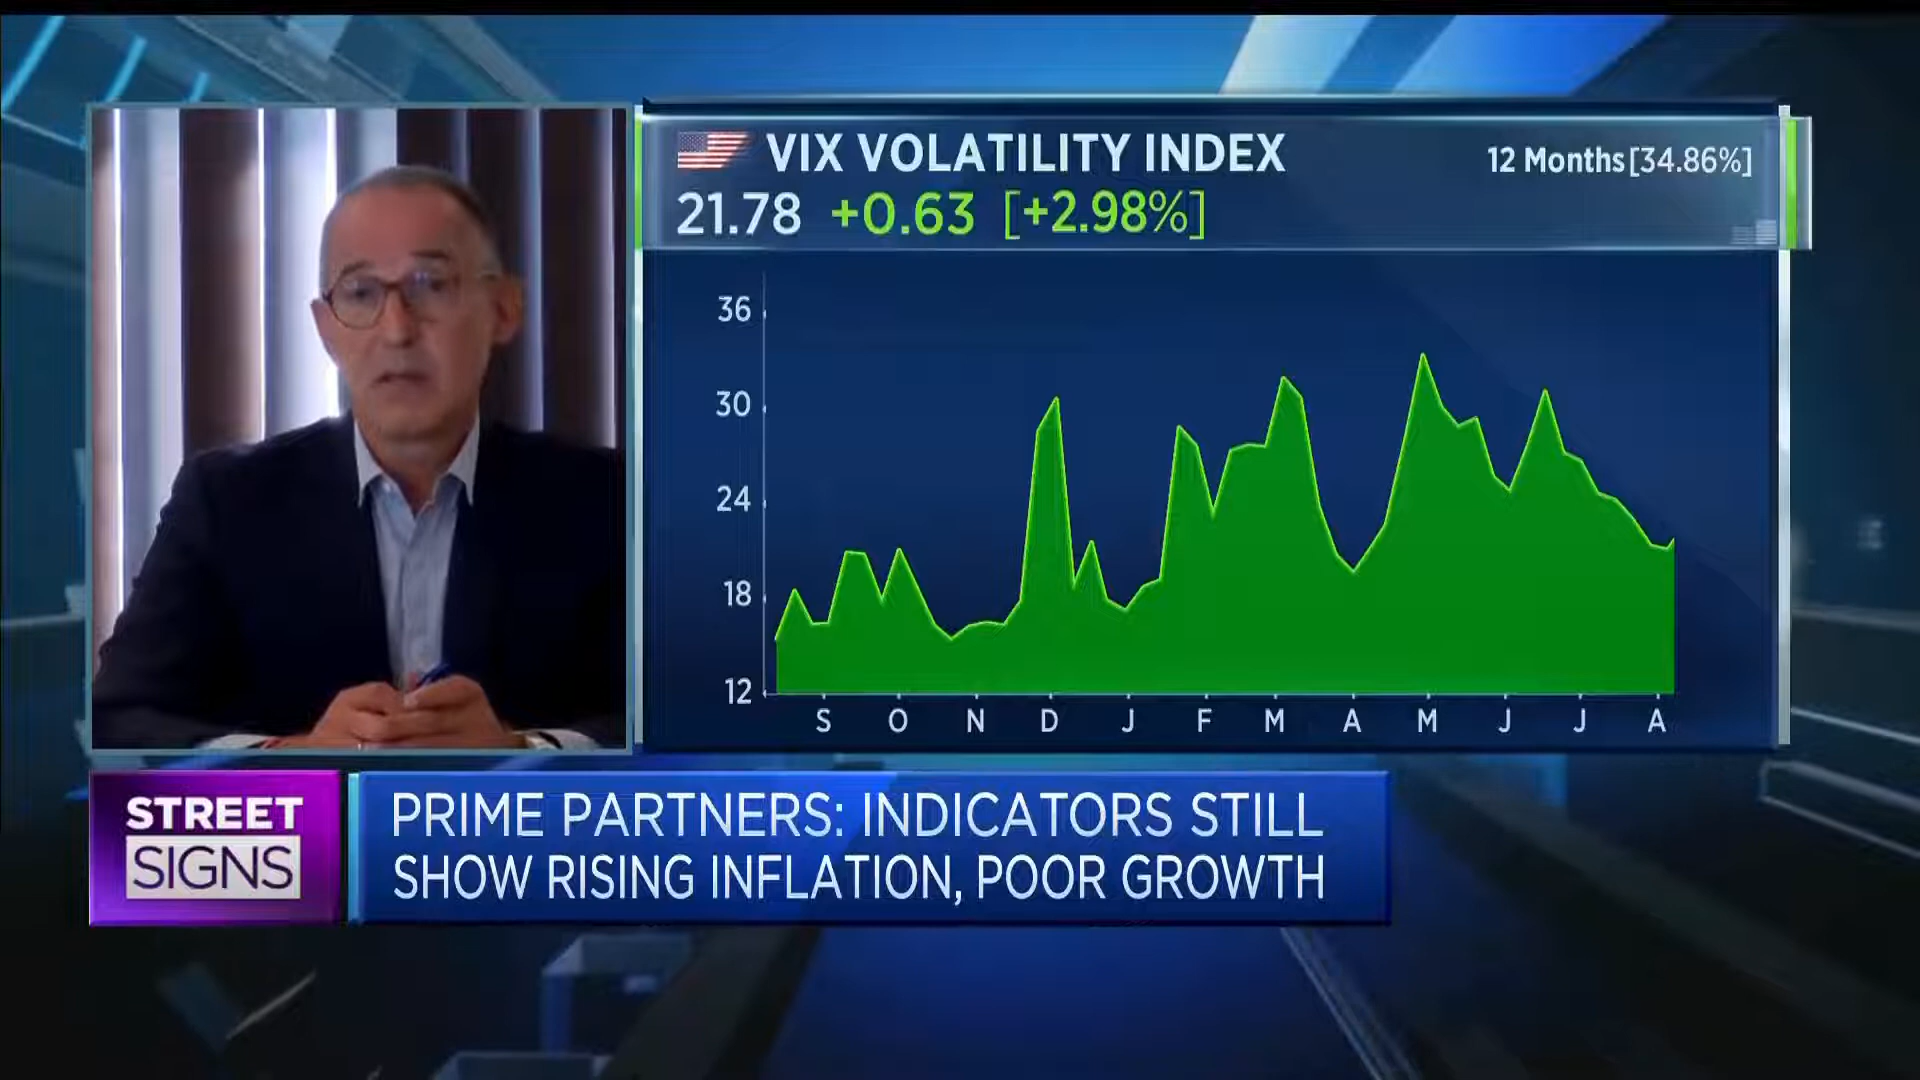 VIX VOLATILITY INDEX
12 Months [34.86%]
21.78 +0.63 [+2.98%]
36
30
24
18
12
S O N D J F M A M J J A
STREET
SIGNS
PRIME PARTNERS: INDICATORS STILL
SHOW RISING INFLATION, POOR GROWTH